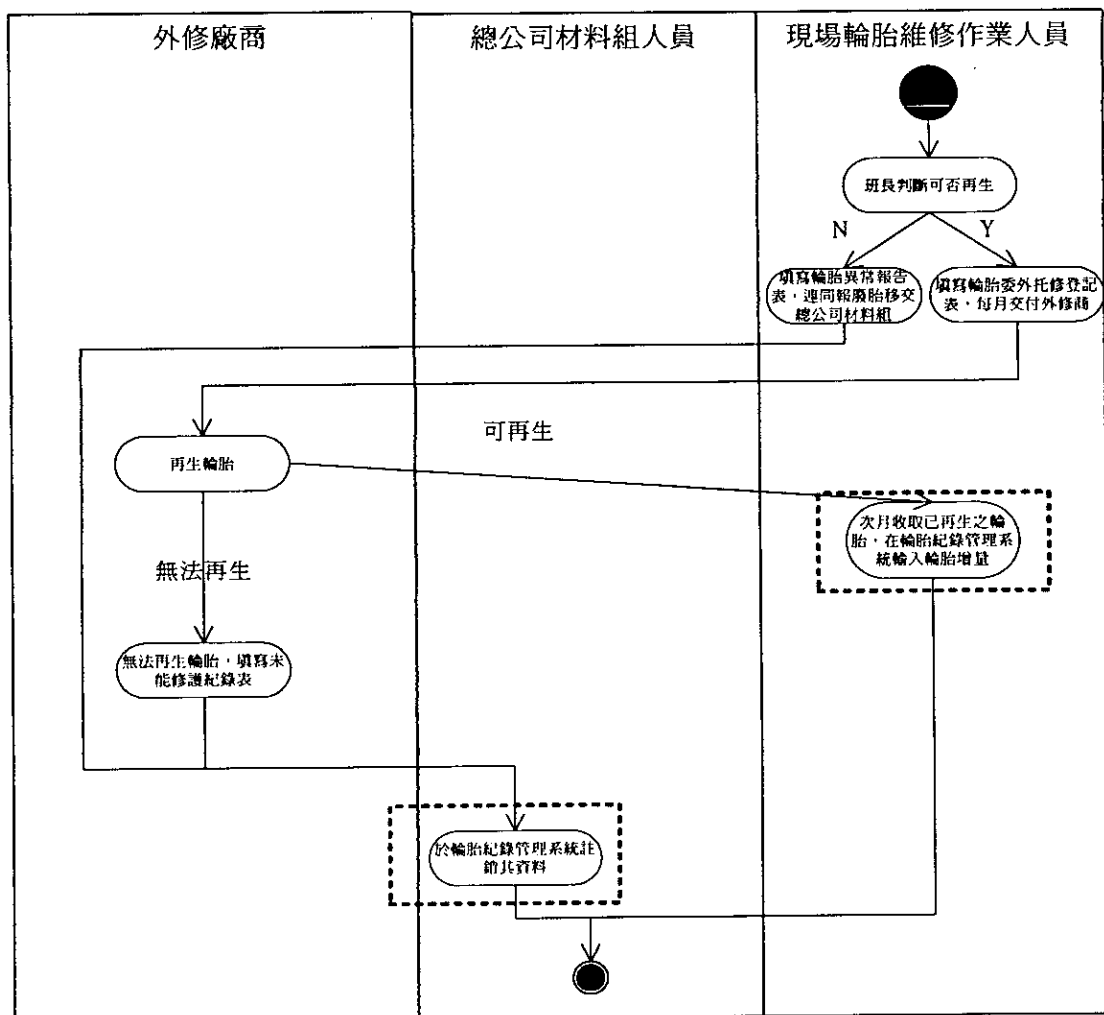 外修廠商
總公司材料組人員
現場輪胎維修作業人員
班長判斷可否再生
N
Y
填寫輪胎異常報告
表，連同報廢胎移交
總公司材料組
填寫輪胎委外托修登記
表，每月交付外修商
可再生
再生輪胎
次月收取已再生之輪
胎，在輪胎紀錄管理系
統輸入輪胎增量
無法再生
無法再生輪胎，填寫未
能修護紀錄表
於輪胎紀錄管理系統註
銷其資料